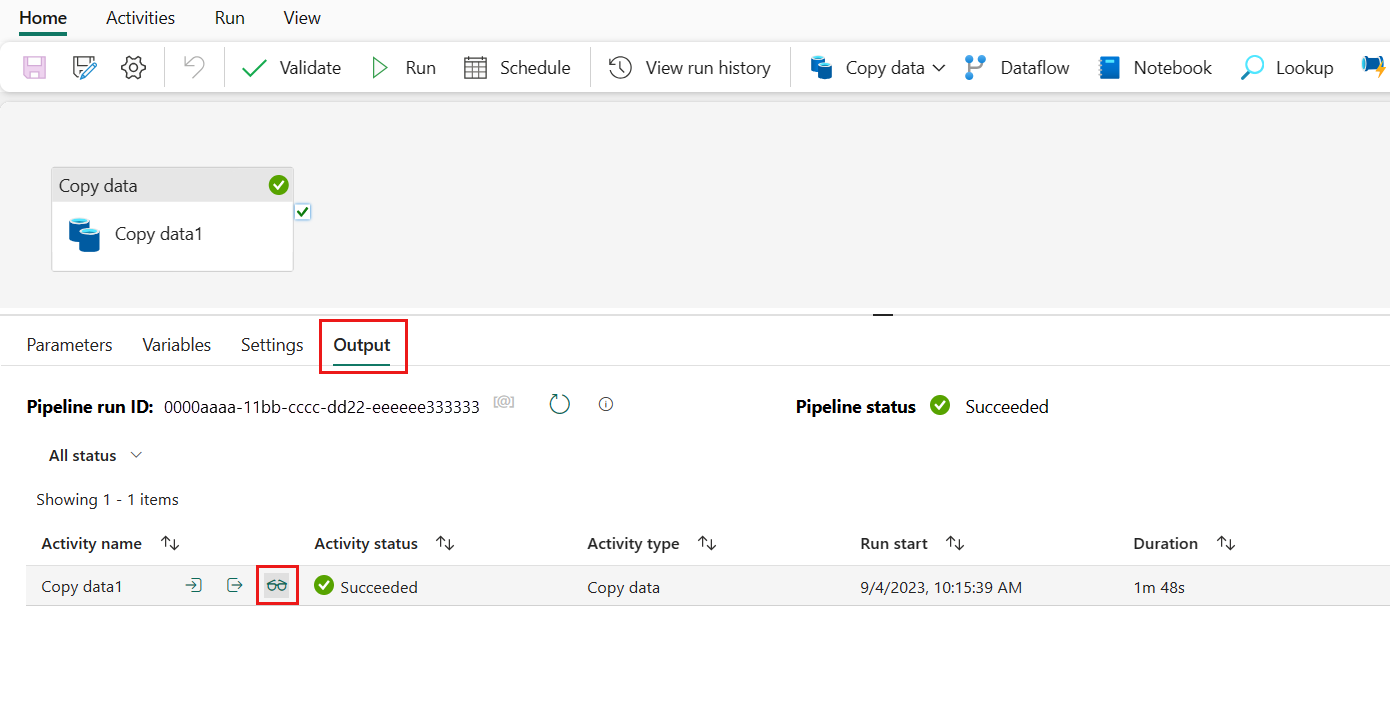 Home Activities Run View
Validate Run Schedule View run history Copy data Dataflow Notebook Lookup
Copy data
Copy data1
Parameters Variables Settings Output
Pipeline run ID: 0000aaaa-11bb-cccc-dd22-eeeeee333333 [@] Pipeline status Succeeded
All status
Showing 1 - 1 items
Activity name Activity status Activity type Run start Duration
Copy data1 Succeeded Copy data 9/4/2023, 10:15:39 AM 1m 48s